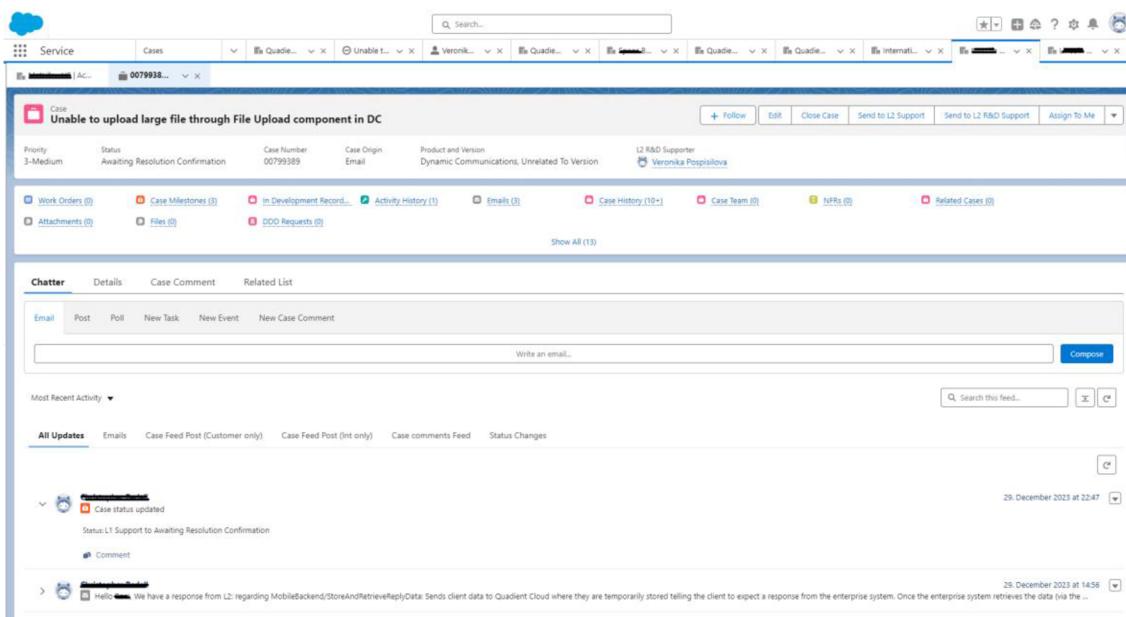 Search...
Service
Cases
Quadie...
Unable t...
Veronik...
Quadie...
B...
Quadie...
Quadie...
Internati...
...
...
| Ac...
0079938...
Case
Unable to upload large file through File Upload component in DC
+ Follow
Edit
Close Case
Send to L2 Support
Send to L2 R&D Support
Assign To Me
Priority
Status
Case Number
Case Origin
Product and Version
L2 R&D Supporter
3-Medium
Awaiting Resolution Confirmation
00799389
Email
Dynamic Communications, Unrelated To Version
Veronika Pospisilova
Work Orders (0)
Case Milestones (3)
In Development Record...
Activity History (1)
Emails (3)
Case History (10+)
Case Team (0)
NFRs (0)
Related Cases (0)
Attachments (0)
Files (0)
DDO Requests (0)
Show All (13)
Chatter
Details
Case Comment
Related List
Email
Post
Poll
New Task
New Event
New Case Comment
Write an email...
Compose
Most Recent Activity
Search this feed...
All Updates
Emails
Case Feed Post (Customer only)
Case Feed Post (Int only)
Case comments Feed
Status Changes
29. December 2023 at 22:47
Case status updated
Status: L1 Support to Awaiting Resolution Confirmation
Comment
29. December 2023 at 14:56
Hello We have a response from L2: regarding MobileBackend/StoreAndRetrieveReplyData: Sends client data to Quadient Cloud where they are temporarily stored telling the client to expect a response from the enterprise system. Once the enterprise system retrieves the data (via the ...